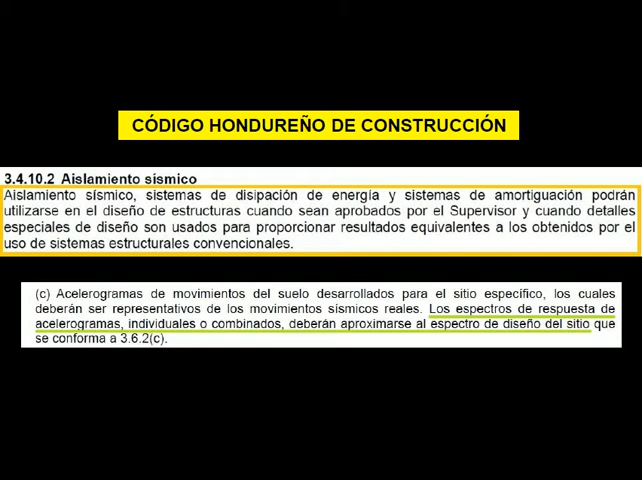 CÓDIGO HONDUREÑO DE CONSTRUCCIÓN
3.4.10.2 Aislamiento sísmico
Aislamiento sísmico, sistemas de disipación de energía y sistemas de amortiguación podrán
utilizarse en el diseño de estructuras cuando sean aprobados por el Supervisor y cuando detalles
especiales de diseño son usados para proporcionar resultados equivalentes a los obtenidos por el
uso de sistemas estructurales convencionales.
(c) Acelerogramas de movimientos del suelo desarrollados para el sitio específico, los cuales
deberán ser representativos de los movimientos sísmicos reales. Los espectros de respuesta de
acelerogramas, individuales o combinados, deberán aproximarse al espectro de diseño del sitio que
se conforma a 3.6.2(c).